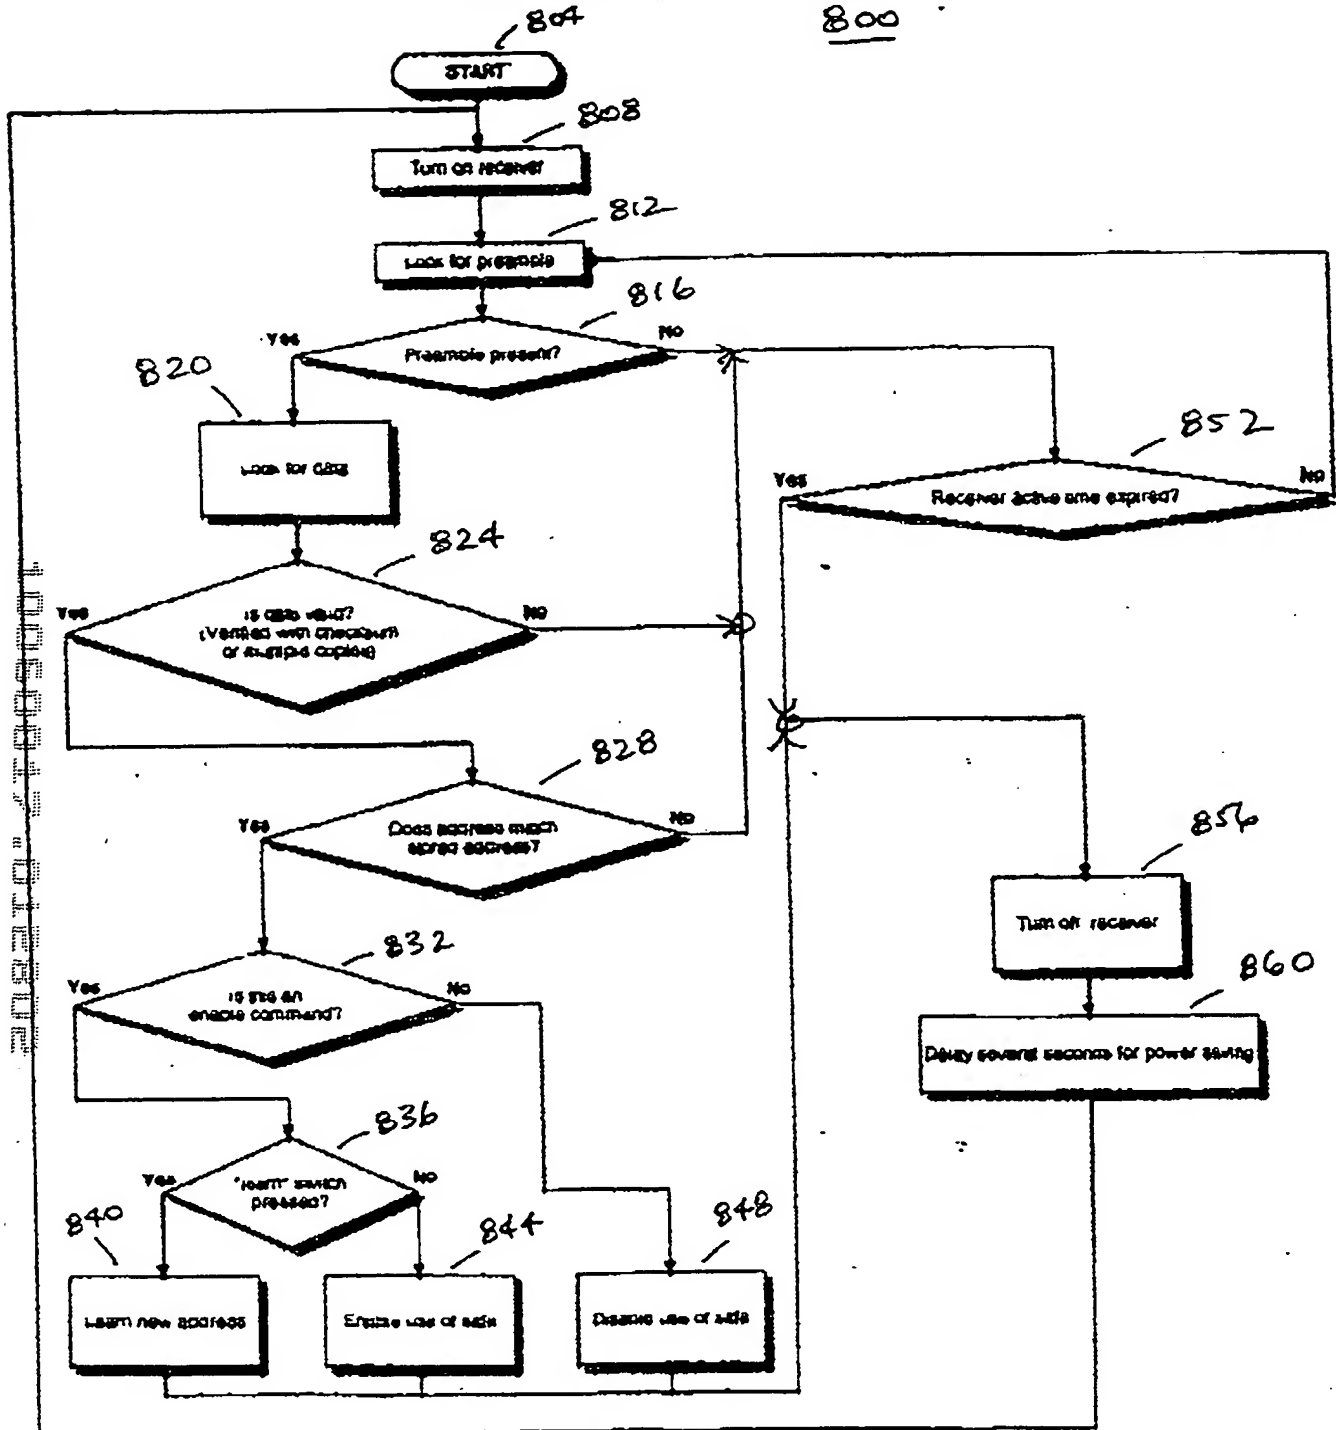 804
800
START
808
Turn on receiver
812
Look for preamble
816
Yes
No
Preamble present?
820
852
Look for data
Yes
No
Receiver active time expired?
824
Yes
No
Is data valid?
(Verified with checksum
or multiple copies)
828
Yes
No
Does address match
stored address?
856
Turn off receiver
832
860
Yes
No
Is this an
enable command?
Delay several seconds for power saving
836
Yes
No
"learn" switch
pressed?
840
844
848
Learn new address
Enable use of safe
Disable use of safe